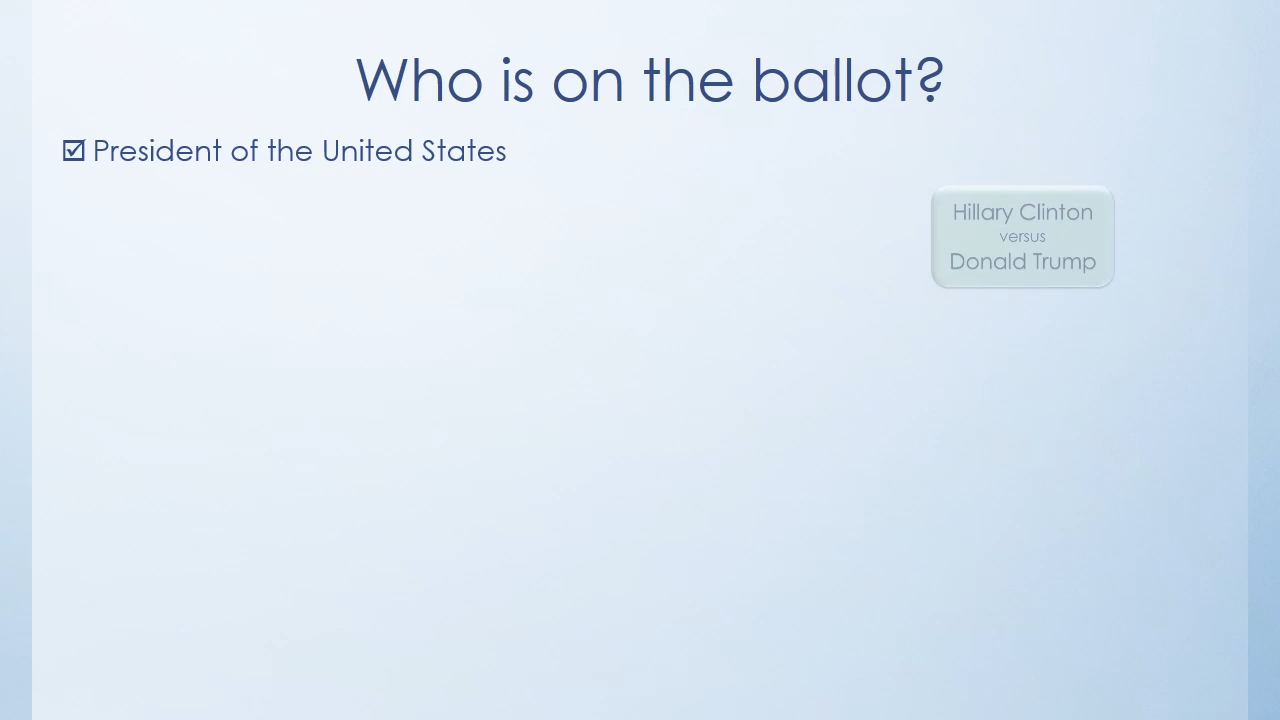 Who is on the ballot?
☑ President of the United States
Hillary Clinton
versus
Donald Trump